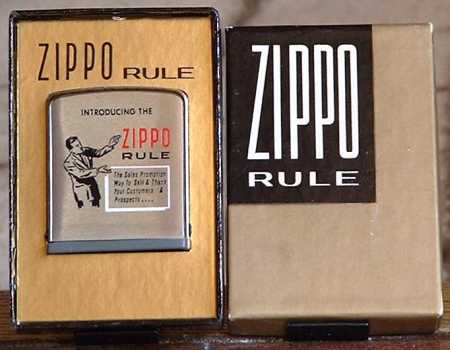 ZIPPO RULE
INTRODUCING THE
ZIPPO
RULE
The Sales Promotion
Way To Sell & Thank
Your Customers &
Prospects....
ZIPPO
RULE